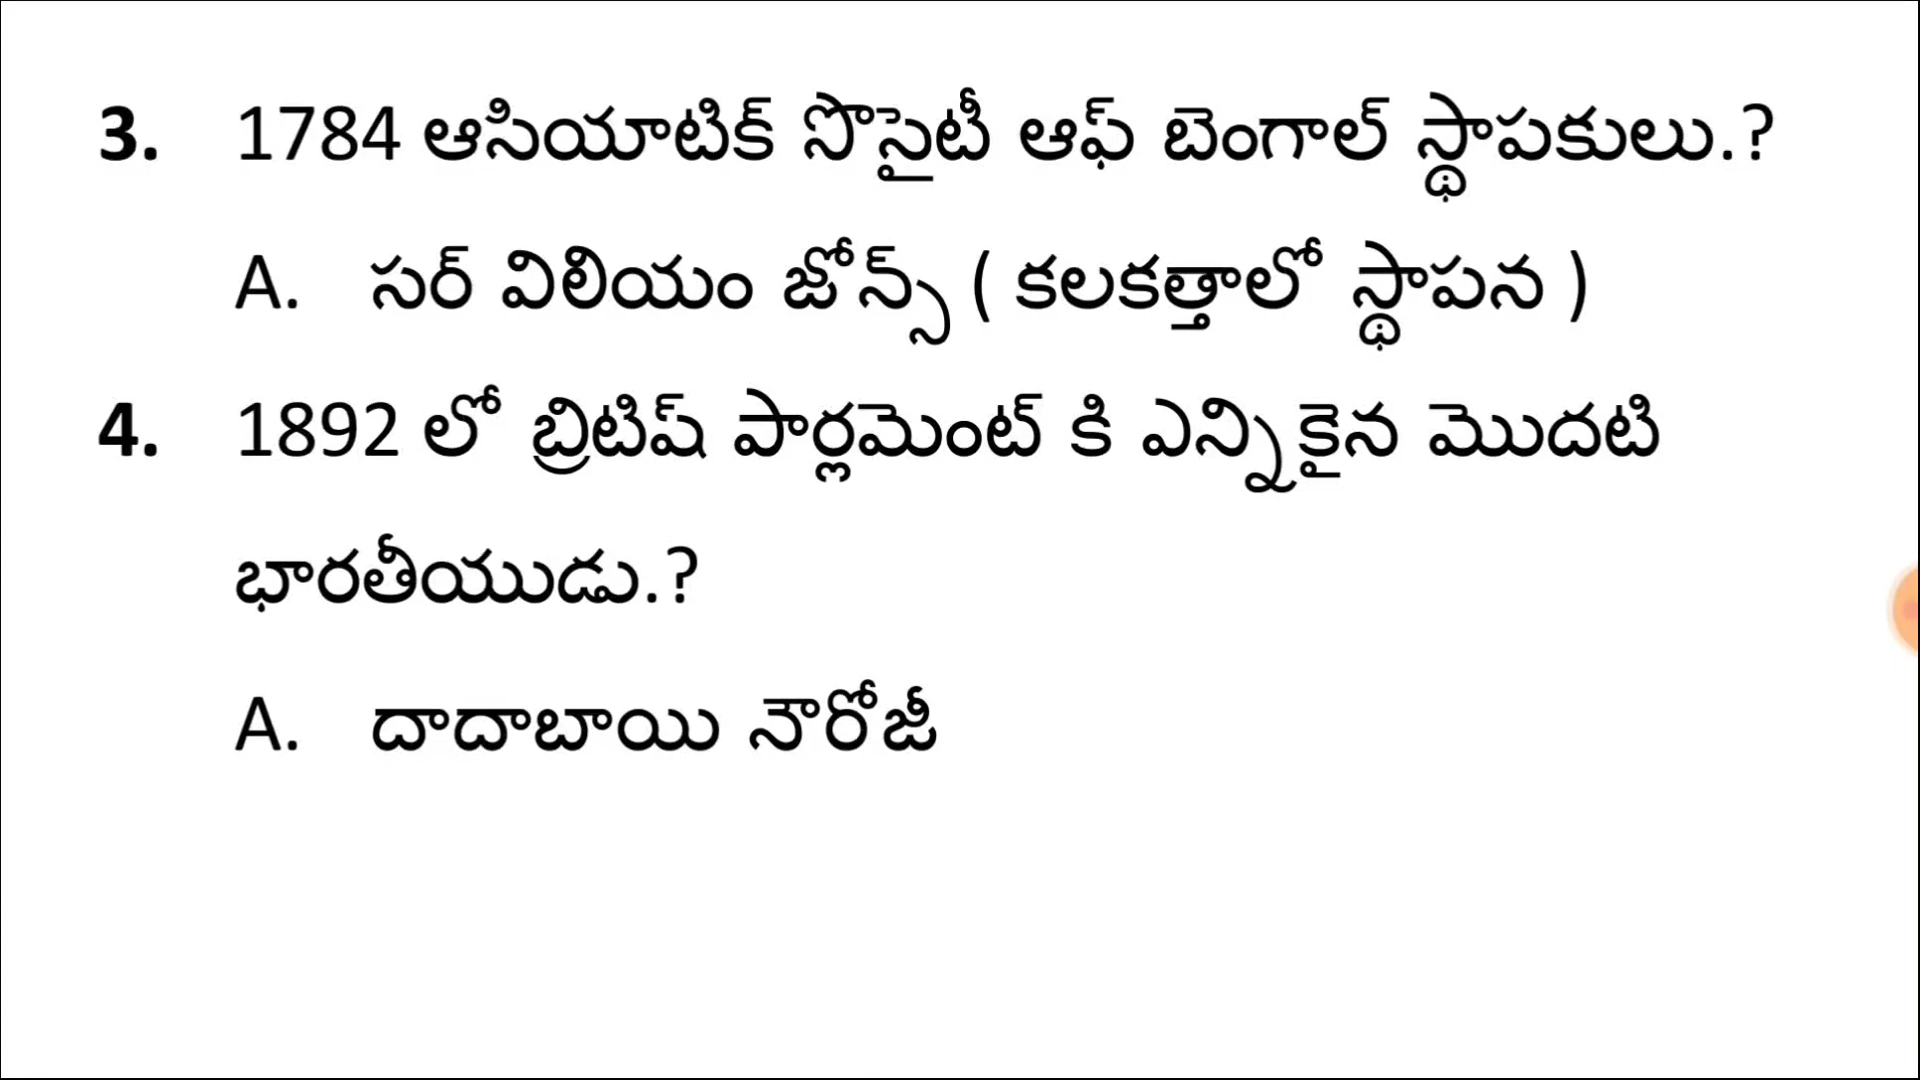 3. 1784 ఆసియాటిక్ సొసైటీ ఆఫ్ బెంగాల్ స్థాపకులు.?
A. సర్ విలియం జోన్స్ ( కలకత్తాలో స్థాపన )
4. 1892 లో బ్రిటిష్ పార్లమెంట్ కి ఎన్నికైన మొదటి
భారతీయుడు.?
A. దాదాబాయి నౌరోజీ